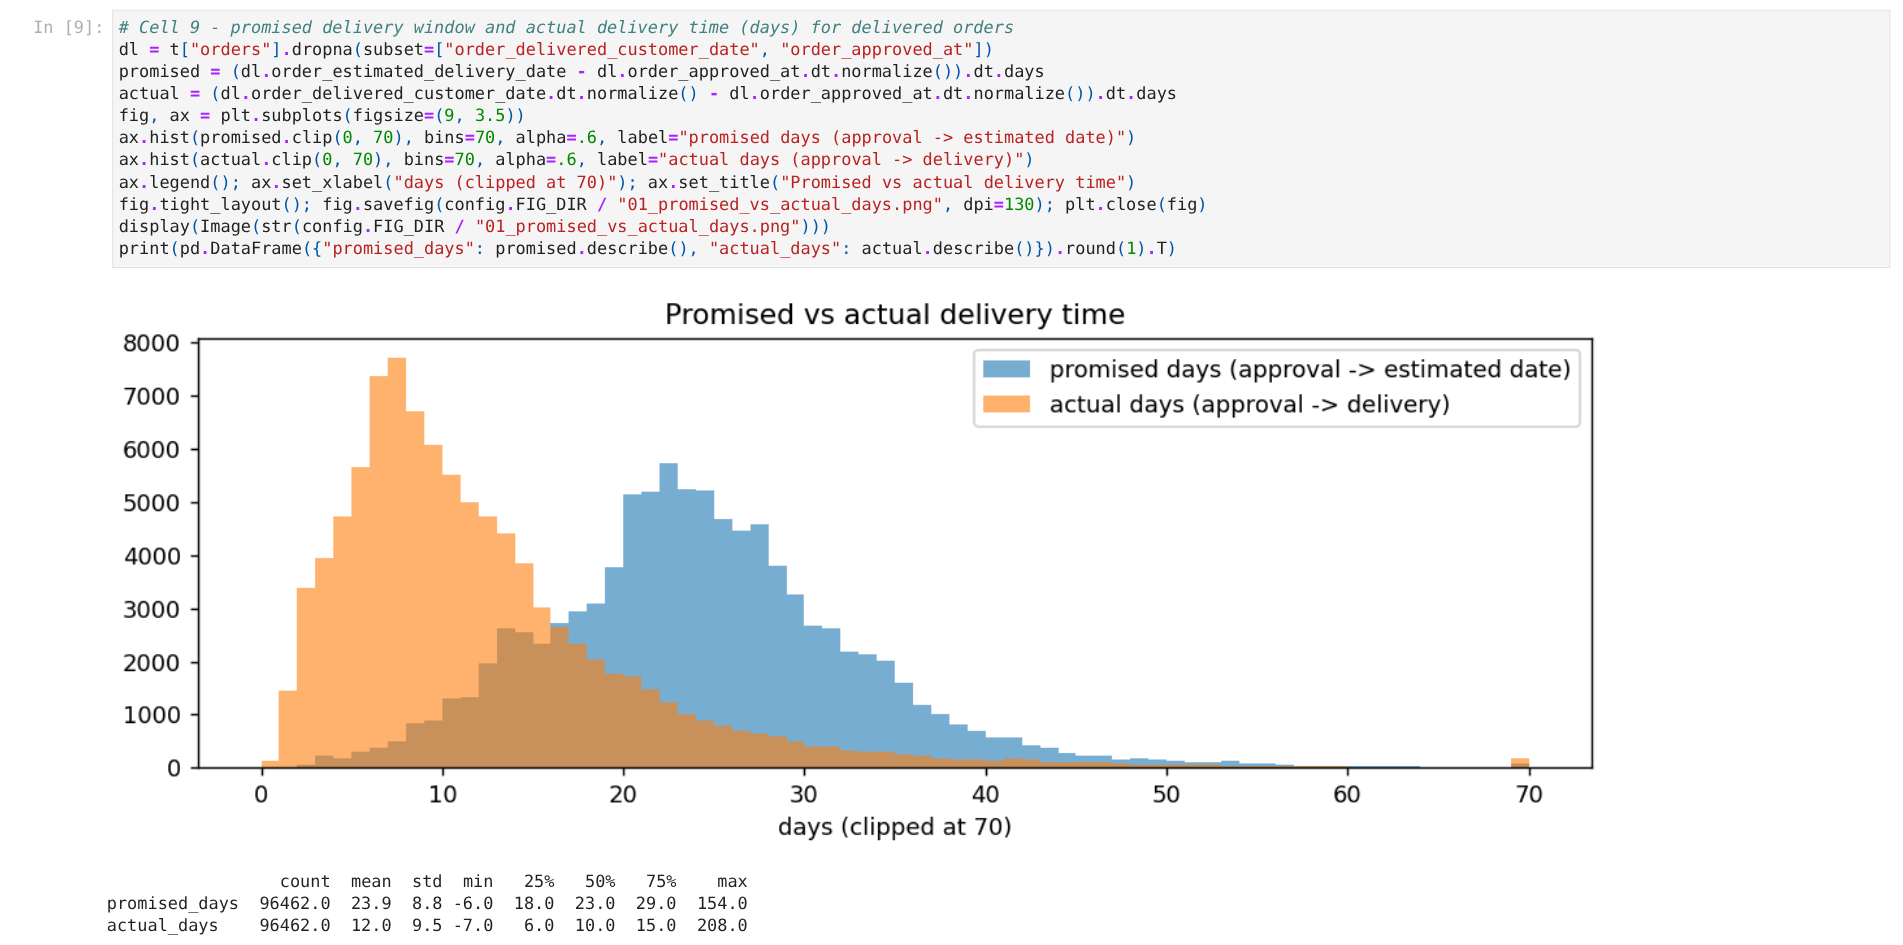 In [9]:
# Cell 9 - promised delivery window and actual delivery time (days) for delivered orders
dl = t["orders"].dropna(subset=["order_delivered_customer_date", "order_approved_at"])
promised = (dl.order_estimated_delivery_date - dl.order_approved_at.dt.normalize()).dt.days
actual = (dl.order_delivered_customer_date.dt.normalize() - dl.order_approved_at.dt.normalize()).dt.days
fig, ax = plt.subplots(figsize=(9, 3.5))
ax.hist(promised.clip(0, 70), bins=70, alpha=.6, label="promised days (approval -> estimated date)")
ax.hist(actual.clip(0, 70), bins=70, alpha=.6, label="actual days (approval -> delivery)")
ax.legend(); ax.set_xlabel("days (clipped at 70)"); ax.set_title("Promised vs actual delivery time")
fig.tight_layout(); fig.savefig(config.FIG_DIR / "01_promised_vs_actual_days.png", dpi=130); plt.close(fig)
display(Image(str(config.FIG_DIR / "01_promised_vs_actual_days.png")))
print(pd.DataFrame({"promised_days": promised.describe(), "actual_days": actual.describe()}).round(1).T)
Promised vs actual delivery time
promised days (approval -> estimated date)
actual days (approval -> delivery)
8000
7000
6000
5000
4000
3000
2000
1000
0
0 10 20 30 40 50 60 70
days (clipped at 70)
count mean std min 25% 50% 75% max
promised_days 96462.0 23.9 8.8 -6.0 18.0 23.0 29.0 154.0
actual_days 96462.0 12.0 9.5 -7.0 6.0 10.0 15.0 208.0